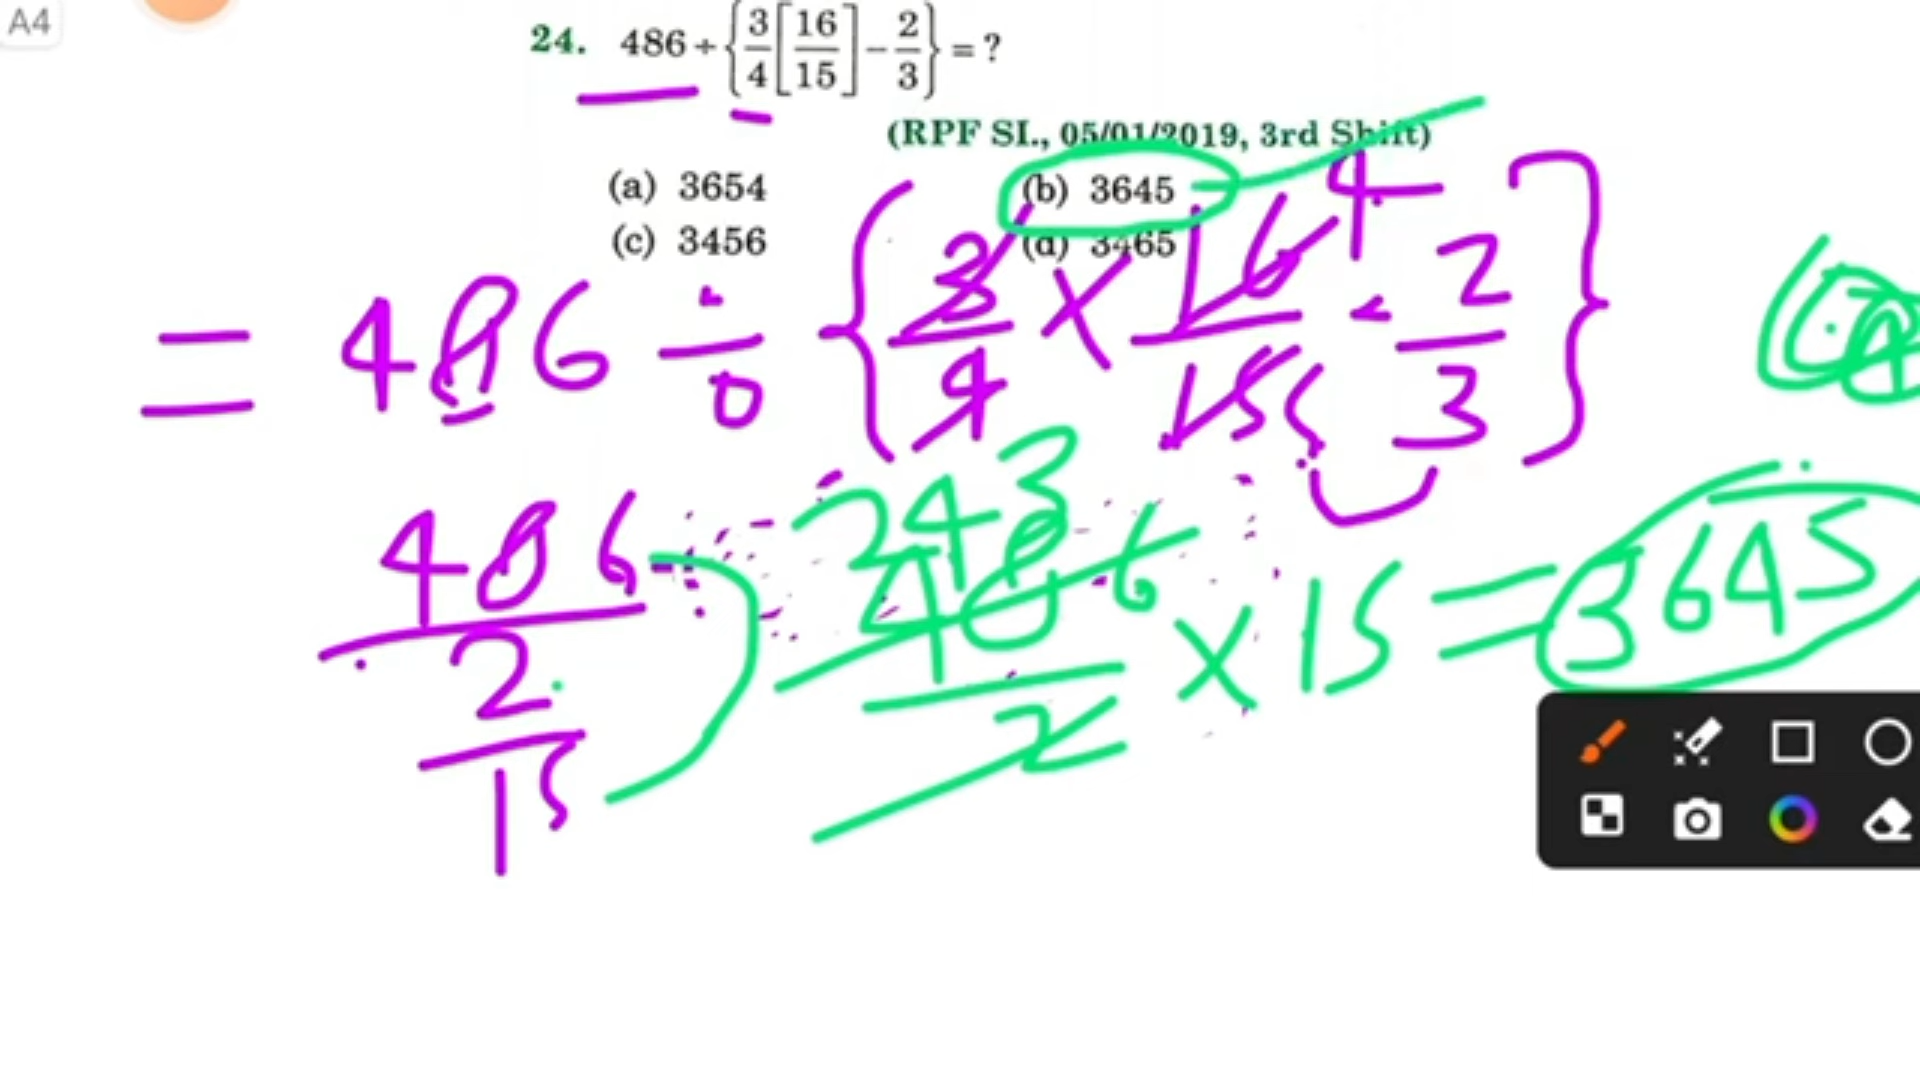 A4
24. 486 ÷ {3/4[16/15] − 2/3} = ?
(RPF SI., 05/01/2019, 3rd Shift)
(a) 3654 (b) 3645
(c) 3456 (d) 3465
= 486 ÷ {3/4 × 16/15 - 2/3}
4
5
486/2/15
243
486/2 × 15 = 3645